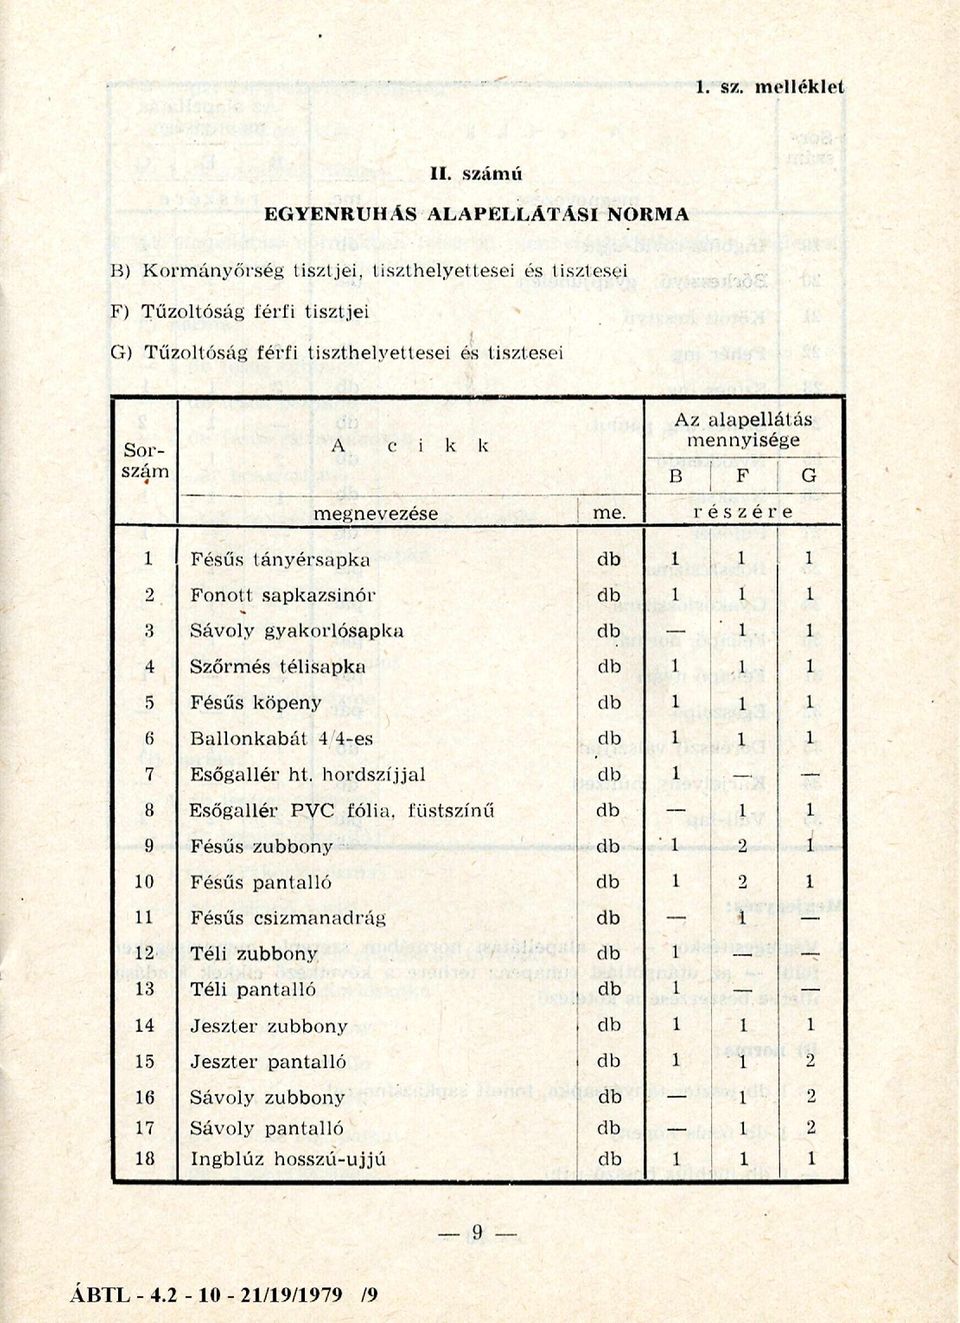 1. sz. melléklet
II. számú
EGYENRUHÁS ALAPELLÁTÁSI NORMA
B) Kormányőrség tisztjei, tiszthelyettesei és tisztesei
F) Tűzoltóság férfi tisztjei
G) Tűzoltóság férfi tiszthelyettesei és tisztesei
Sor-
szám
A c i k k
Az alapellátás
mennyisége
B F G
megnevezése me. részére
1 Fésűs tányérsapka db 1 1 1
2 Fonott sapkazsinór db 1 1 1
3 Sávoly gyakorlósapka db — 1 1
4 Szőrmés télisapka db 1 1 1
5 Fésűs köpeny db 1 1 1
6 Ballonkabát 4/4-es db 1 1 1
7 Esőgallér ht. hordszíjjal db 1 — —
8 Esőgallér PVC fólia, füstszínű db — 1 1
9 Fésűs zubbony db 1 2 1
10 Fésűs pantalló db 1 2 1
11 Fésűs csizmanadrág db — 1 —
12 Téli zubbony db 1 — —
13 Téli pantalló db 1 — —
14 Jeszter zubbony db 1 1 1
15 Jeszter pantalló db 1 1 2
16 Sávoly zubbony db — 1 2
17 Sávoly pantalló db — 1 2
18 Ingblúz hosszú-ujjú db 1 1 1
— 9 —
ÁBTL - 4.2 - 10 - 21/19/1979 /9